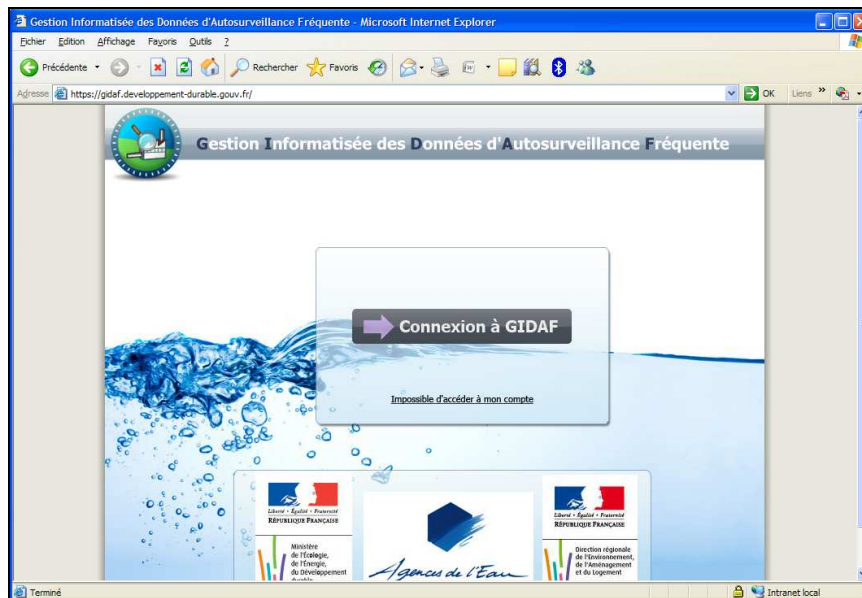 Gestion Informatisée des Données d'Autosurveillance Fréquente - Microsoft Internet Explorer
Fichier Edition Affichage Favoris Outils ?
Précédente Rechercher Favoris
Adresse https://gidaf.developpement-durable.gouv.fr/ OK Liens »
Gestion Informatisée des Données d'Autosurveillance Fréquente
Connexion à GIDAF
Impossible d'accéder à mon compte
Liberté • Égalité • Fraternité
RÉPUBLIQUE FRANÇAISE
Ministère
de l'Écologie,
de l'Énergie,
du Développement
durable
Agences de l'Eau
Liberté • Égalité • Fraternité
RÉPUBLIQUE FRANÇAISE
Direction régionale
de l'Environnement,
de l'Aménagement
et du Logement
Terminé
Intranet local